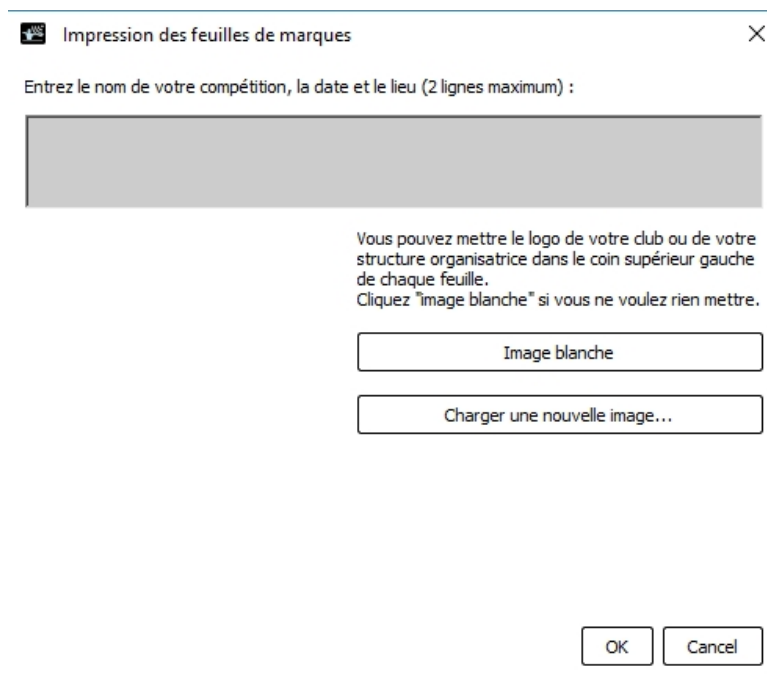 Impression des feuilles de marques
Entrez le nom de votre compétition, la date et le lieu (2 lignes maximum) :
Vous pouvez mettre le logo de votre club ou de votre
structure organisatrice dans le coin supérieur gauche
de chaque feuille.
Cliquez "image blanche" si vous ne voulez rien mettre.
Image blanche
Charger une nouvelle image...
OK Cancel